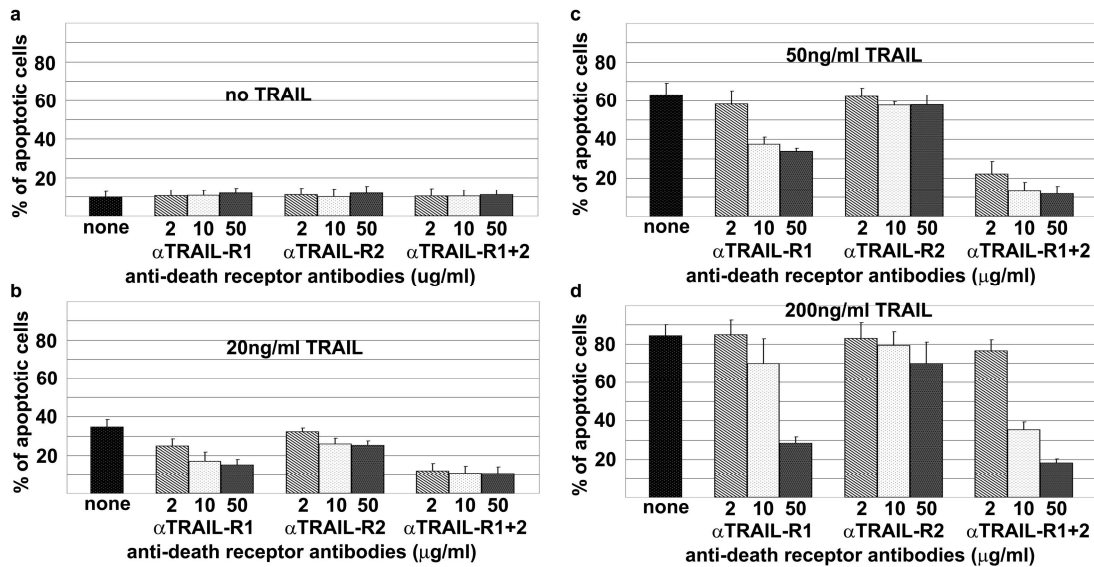 a
% of apoptotic cells
80
60
40
20
no TRAIL
none
2 10 50 2 10 50 2 10 50
αTRAIL-R1 αTRAIL-R2 αTRAIL-R1+2
anti-death receptor antibodies (ug/ml)
b
% of apoptotic cells
80
60
40
20
20ng/ml TRAIL
none
2 10 50 2 10 50 2 10 50
αTRAIL-R1 αTRAIL-R2 αTRAIL-R1+2
anti-death receptor antibodies (μg/ml)
c
% of apoptotic cells
80
60
40
20
50ng/ml TRAIL
none
2 10 50 2 10 50 2 10 50
αTRAIL-R1 αTRAIL-R2 αTRAIL-R1+2
anti-death receptor antibodies (μg/ml)
d
% of apoptotic cells
80
60
40
20
200ng/ml TRAIL
none
2 10 50 2 10 50 2 10 50
αTRAIL-R1 αTRAIL-R2 αTRAIL-R1+2
anti-death receptor antibodies (μg/ml)